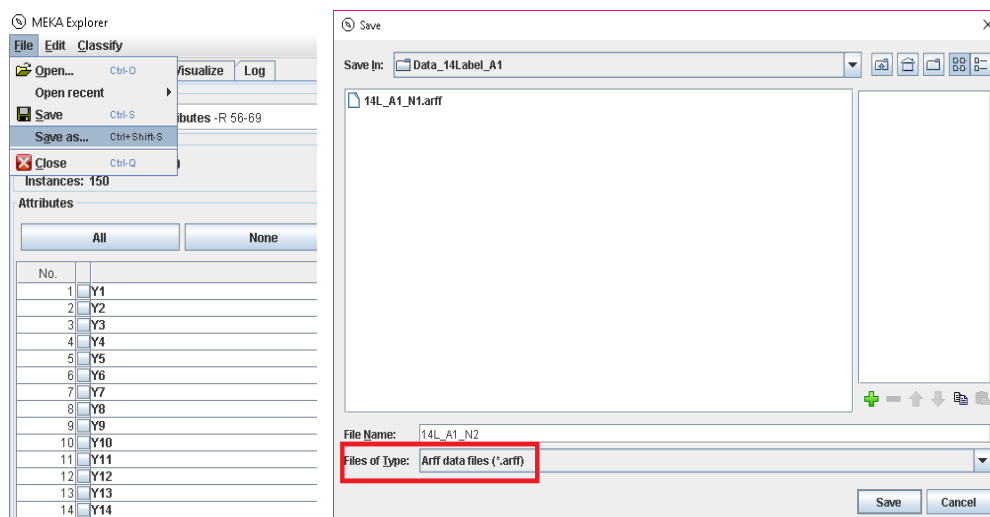 MEKA Explorer
File Edit Classify
Open... Ctrl-O
Open recent
Save Ctrl-S
Save as... Ctrl+Shift-S
Close Ctrl-Q
Visualize Log
ibutes -R 56-69
Instances: 150
Attributes
All None
No.
1 Y1
2 Y2
3 Y3
4 Y4
5 Y5
6 Y6
7 Y7
8 Y8
9 Y9
10 Y10
11 Y11
12 Y12
13 Y13
14 Y14
Save
Save In: Data_14Label_A1
14L_A1_N1.arff
File Name: 14L_A1_N2
Files of Type: Arff data files (*.arff)
Save Cancel